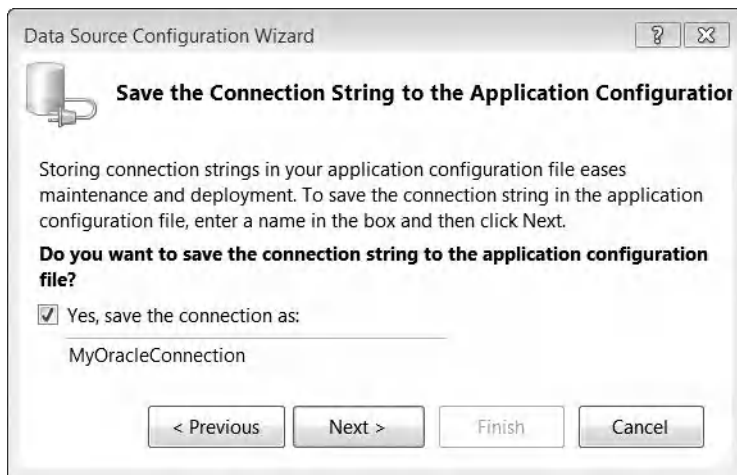 Data Source Configuration Wizard
?
Save the Connection String to the Application Configuration
Storing connection strings in your application configuration file eases
maintenance and deployment. To save the connection string in the application
configuration file, enter a name in the box and then click Next.
Do you want to save the connection string to the application configuration
file?
Yes, save the connection as:
MyOracleConnection
< Previous
Next >
Finish
Cancel